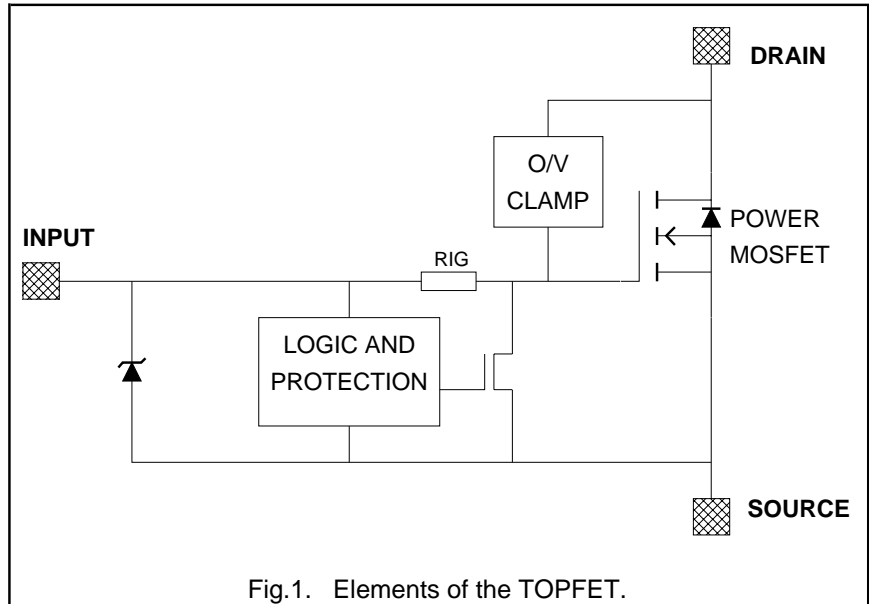 DRAIN
O/V
CLAMP
POWER
MOSFET
INPUT
RIG
LOGIC AND
PROTECTION
SOURCE
Fig.1. Elements of the TOPFET.